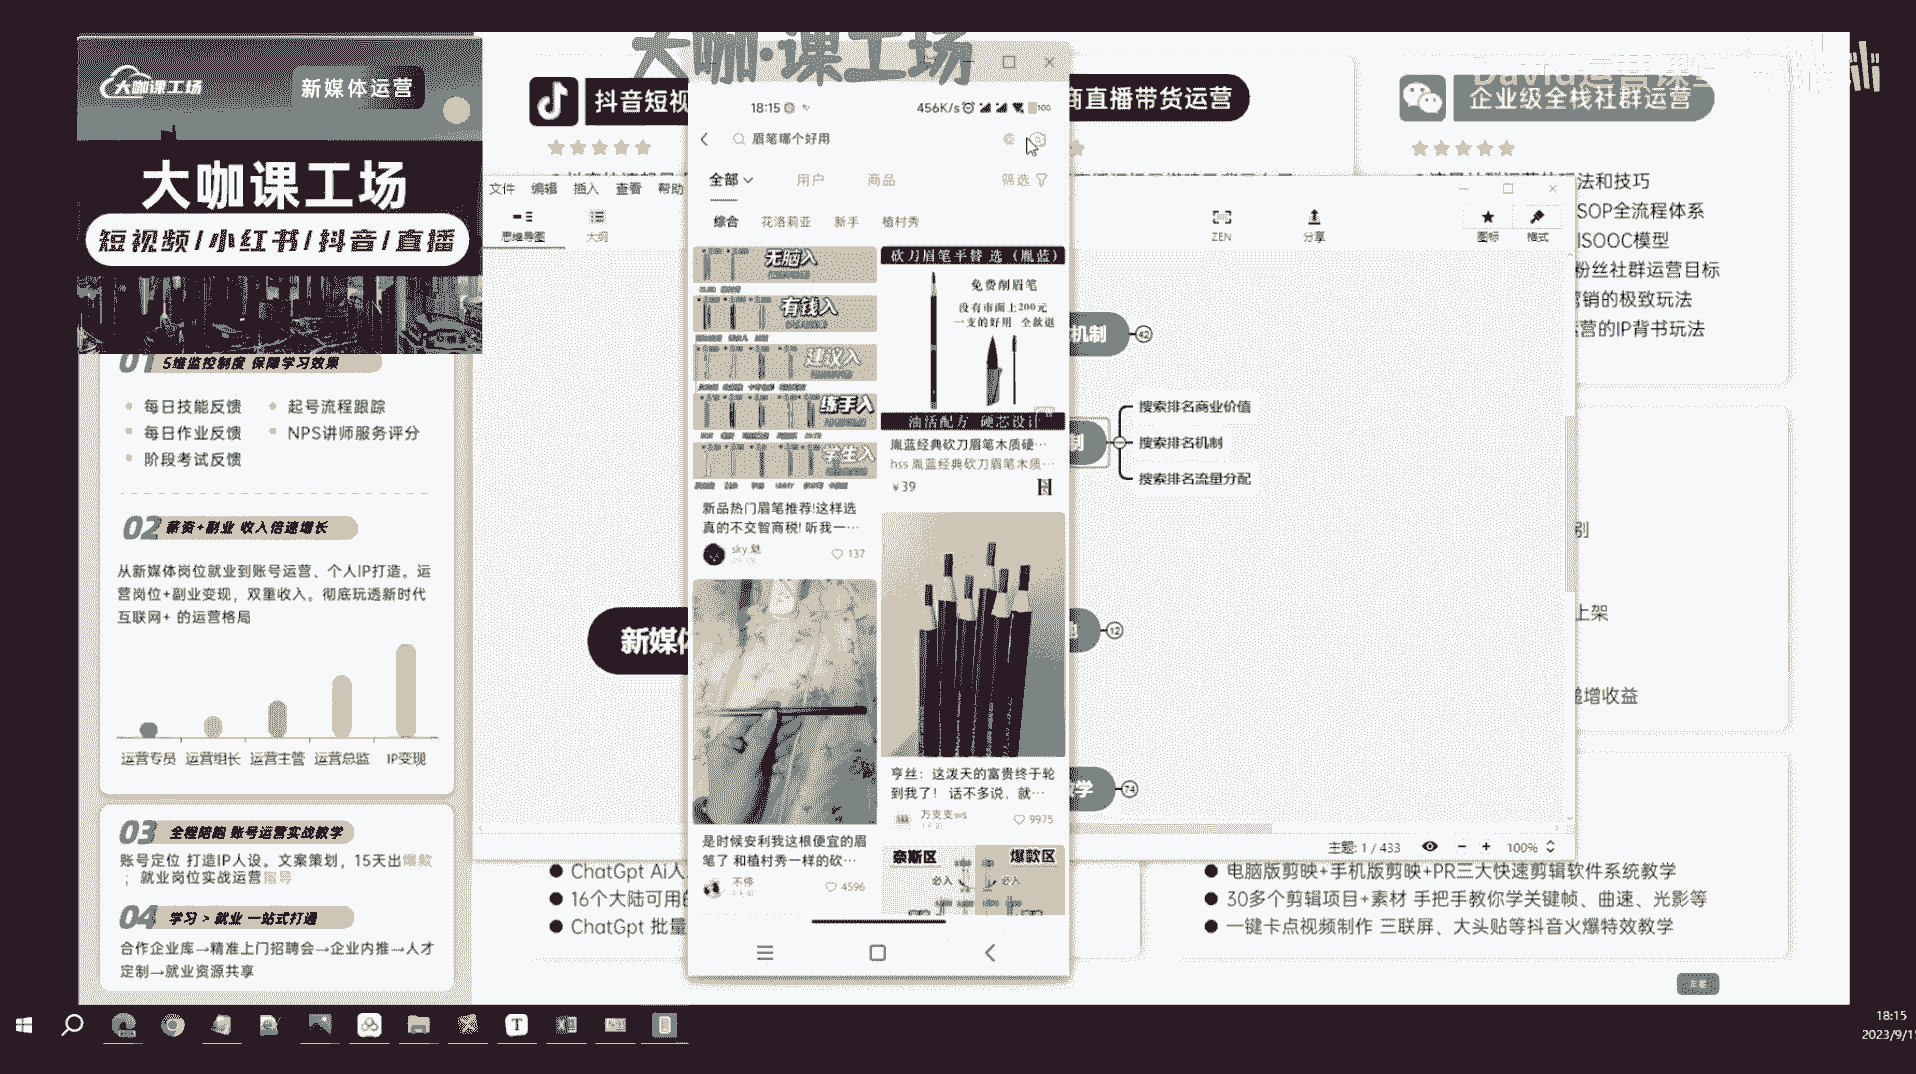 大咖·课工场
大咖课工场
新媒体运营
大咖课工场
短视频/小红书/抖音/直播
01 5维监控制度 保障学习效果
每日技能反馈
起号流程跟踪
每日作业反馈
NPS讲师服务评分
阶段考试反馈
02 薪资+副业 收入倍速增长
从新媒体岗位就业到账号运营、个人IP打造。运
营岗位+副业变现，双重收入。彻底玩透新时代
互联网+ 的运营格局
运营专员 运营组长 运营主管 运营总监 IP变现
03 全程陪跑 账号运营实战教学
账号定位 打造IP人设。文案策划，15天出爆款
；就业岗位实战运营指导
04 学习 > 就业 一站式打通
合作企业库→精准上门招聘会→企业内推→人才
定制→就业资源共享
抖音短视
商直播带货运营
企业级全栈社群运营
法和技巧
SOP全流程体系
ISOOC模型
粉丝社群运营目标
营销的极致玩法
营的IP背书玩法
文件 编辑 插入 查看 帮助
思维导图
大纲
ZEN
分享
图标
格式
机制
42
制
搜索排名商业价值
搜索排名机制
搜索排名流量分配
新媒体
12
学
74
别
上架
增收益
主题: 1 / 433
100%
18:15
456K/s
100
眉笔哪个好用
全部
用户
商品
筛选
综合
花洛莉亚
新手
植村秀
无脑入
有钱入
建议入
练手入
学生入
新品热门眉笔推荐!这样选
真的不交智商税! 听我一…
sky.魅
137
砍刀眉笔平替 选（胤蓝）
免费削眉笔
没有市面上200元
一支的好用 全款退
油活配方 硬芯设计
胤蓝经典砍刀眉笔木质硬…
hss 胤蓝经典砍刀眉笔木质…
¥39
是时候安利我这根便宜的眉
笔了 和植村秀一样的砍…
不停
4596
亨丝：这泼天的富贵终于轮
到我了！ 话不多说，就…
万支支ws
9975
奈斯区
爆款区
必入
必入
ChatGpt AI人
16个大陆可用的
ChatGpt 批量
电脑版剪映+手机版剪映+PR三大快速剪辑软件系统教学
30多个剪辑项目+素材 手把手教你学关键帧、曲速、光影等
一键卡点视频制作 三联屏、大头贴等抖音火爆特效教学
18:15